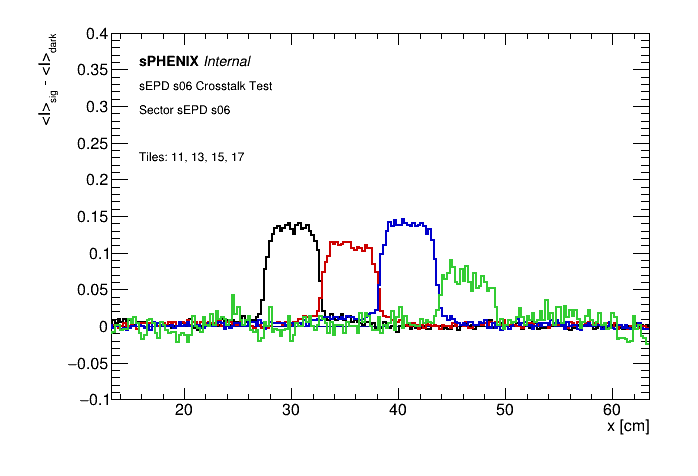 <I>sig - <I>dark
sPHENIX Internal
sEPD s06 Crosstalk Test
Sector sEPD s06
Tiles: 11, 13, 15, 17
0.4
0.35
0.3
0.25
0.2
0.15
0.1
0.05
0
−0.05
−0.1
20 30 40 50 60
x [cm]